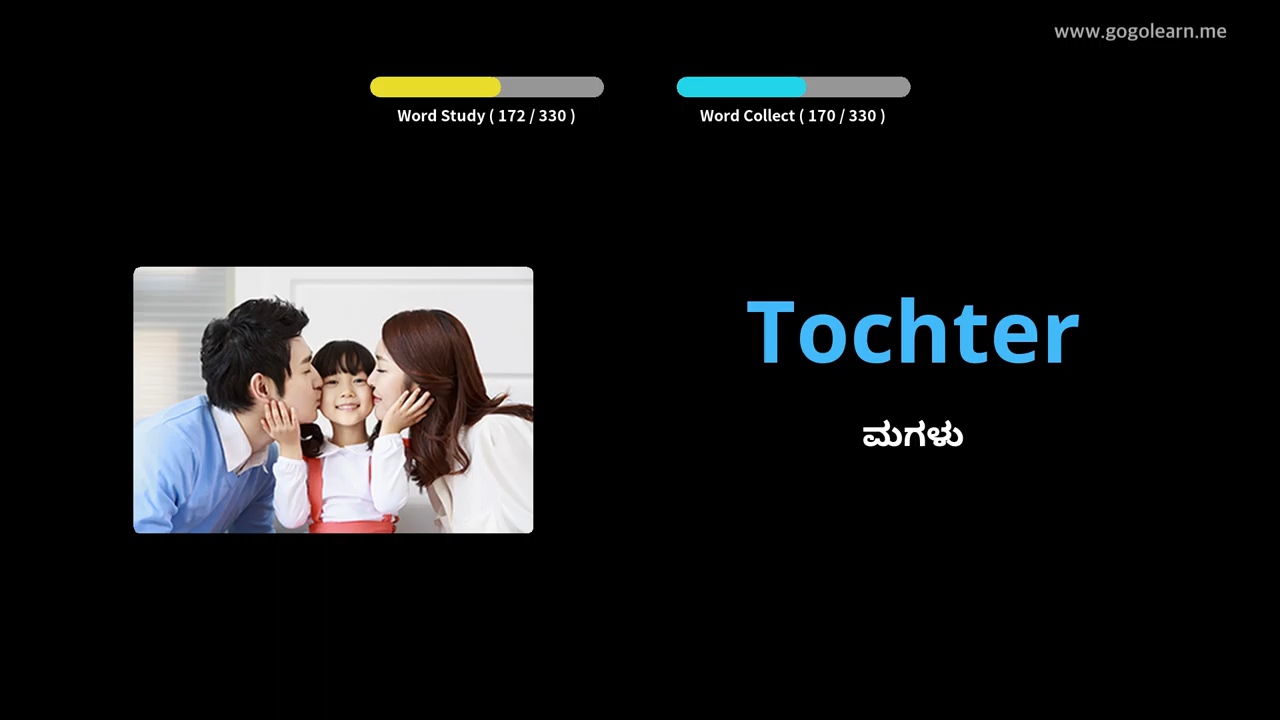 www.gogolearn.me
Word Study ( 172 / 330 )
Word Collect ( 170 / 330 )
Tochter
ಮಗಳು